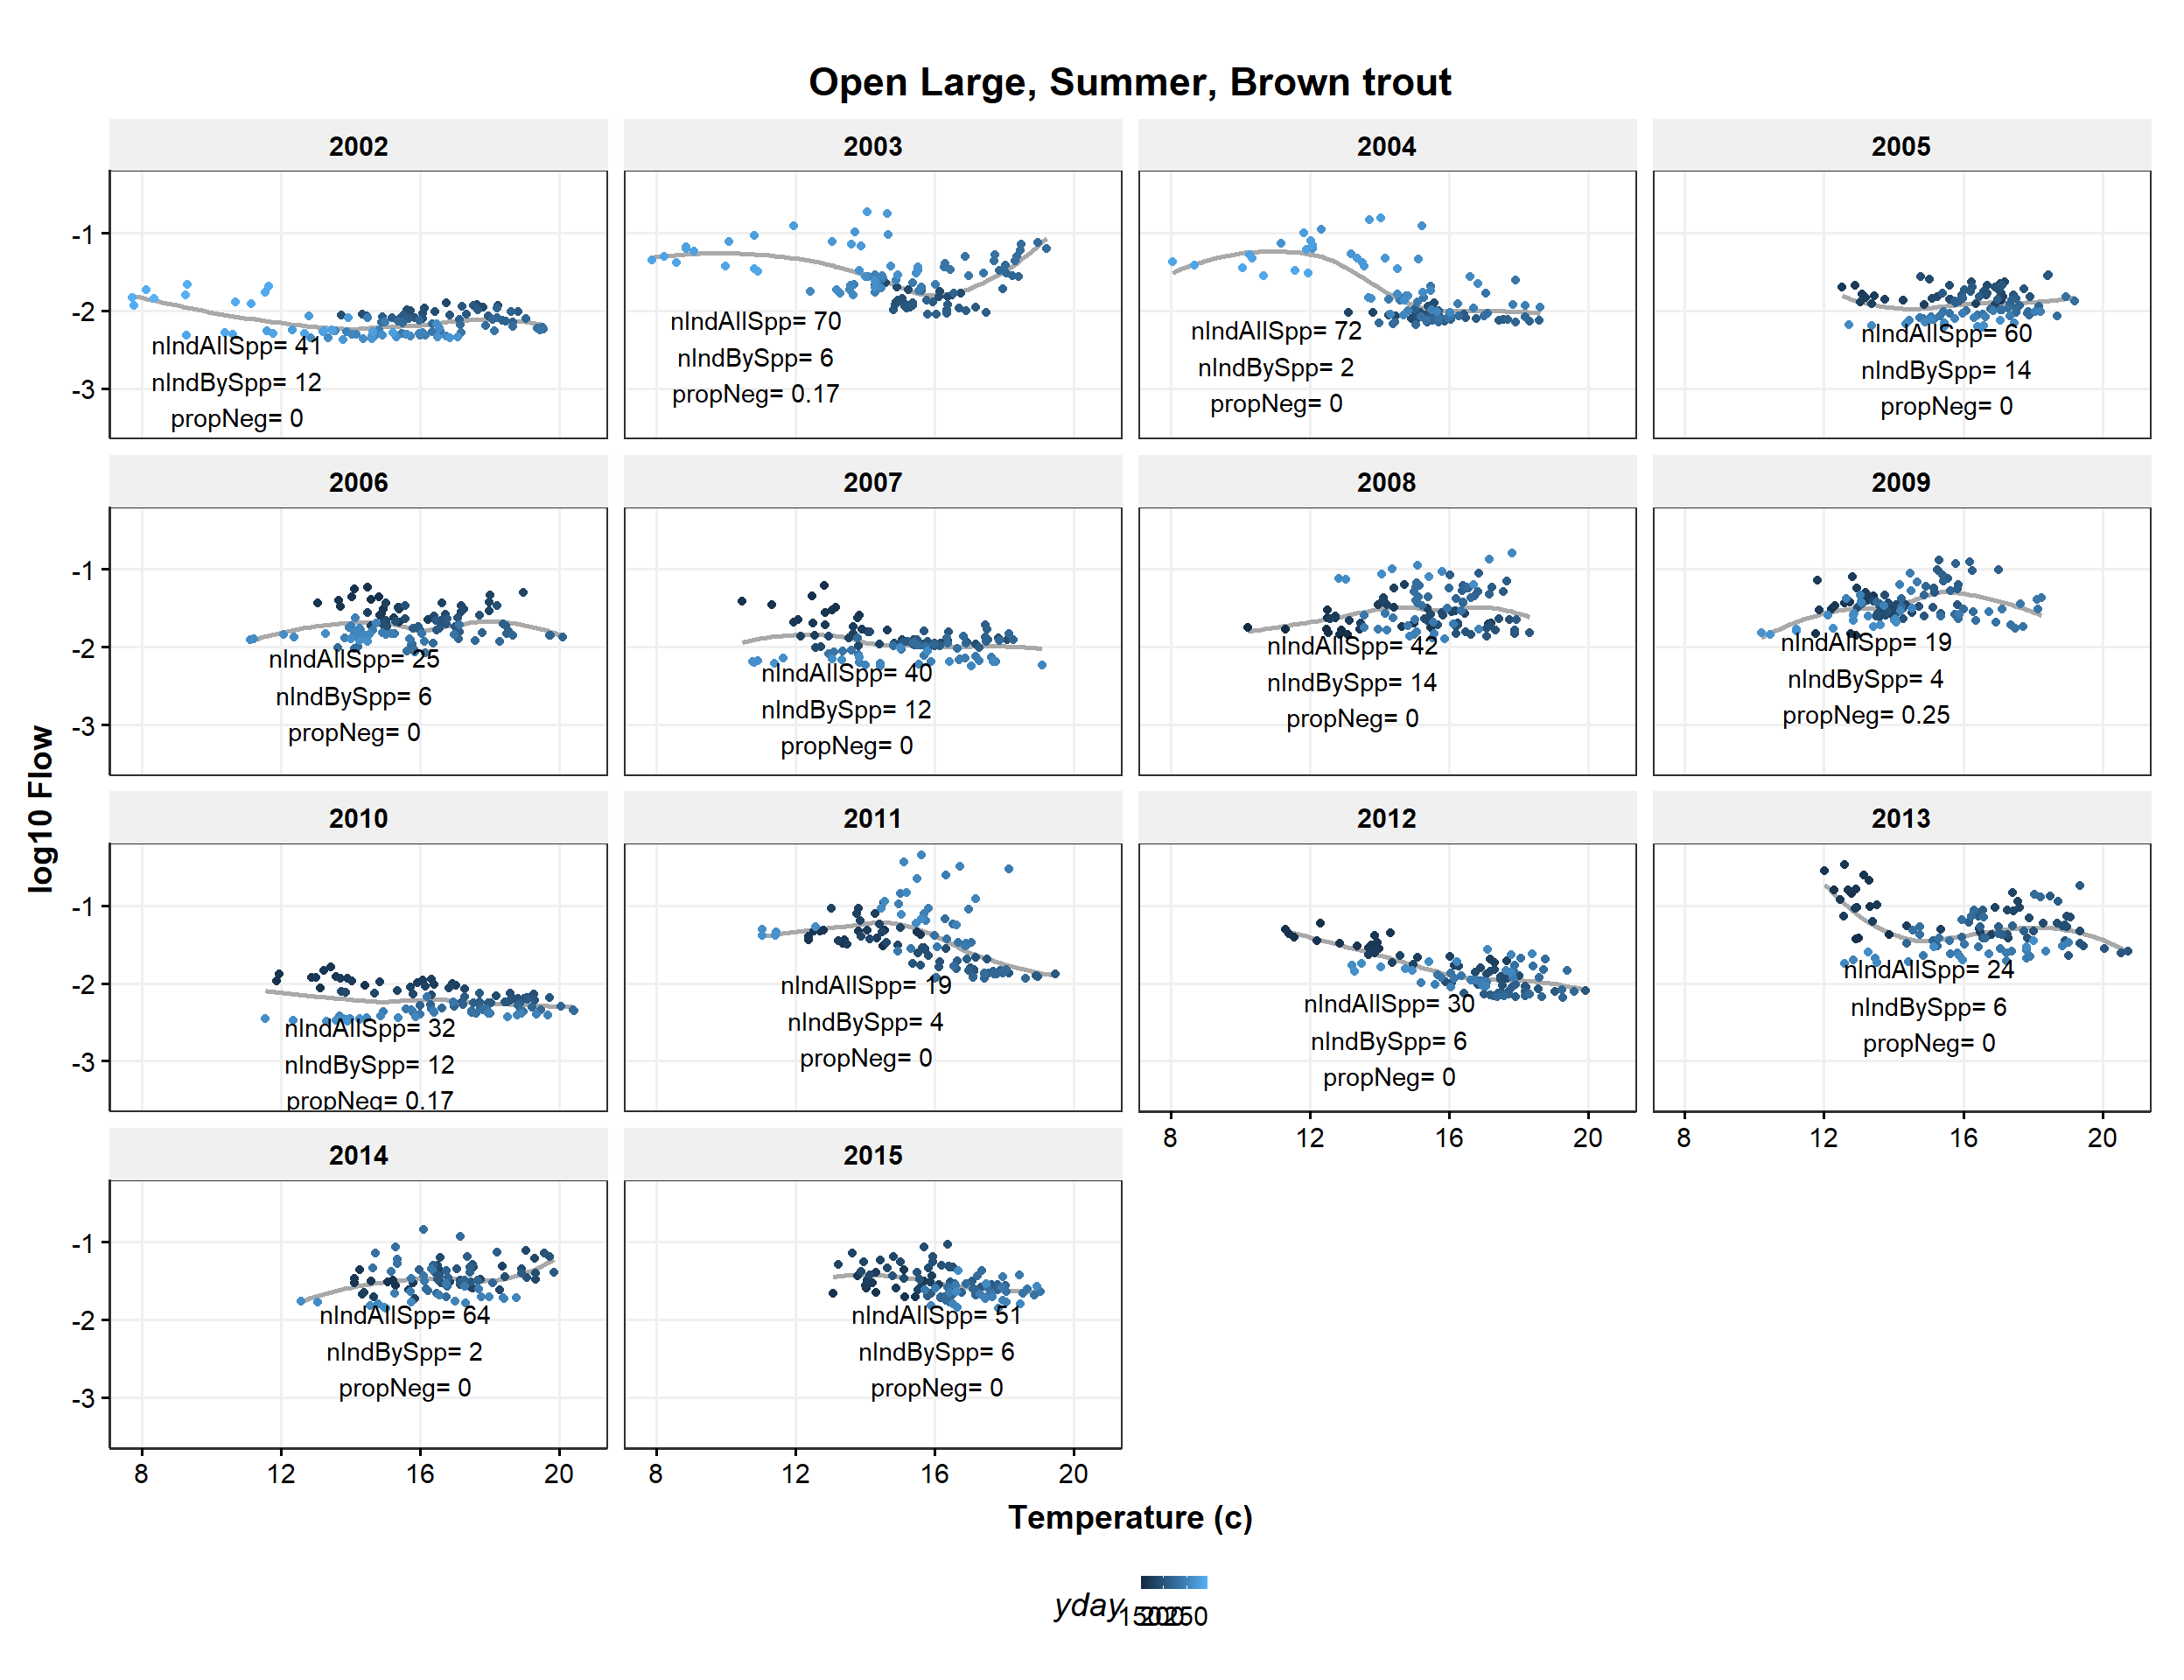 Open Large, Summer, Brown trout
2002
2003
2004
2005
-1
-2
-3
nIndAllSpp= 41
nIndBySpp= 12
propNeg= 0
nIndAllSpp= 70
nIndBySpp= 6
propNeg= 0.17
nIndAllSpp= 72
nIndBySpp= 2
propNeg= 0
nIndAllSpp= 60
nIndBySpp= 14
propNeg= 0
2006
2007
2008
2009
-1
-2
-3
nIndAllSpp= 25
nIndBySpp= 6
propNeg= 0
nIndAllSpp= 40
nIndBySpp= 12
propNeg= 0
nIndAllSpp= 42
nIndBySpp= 14
propNeg= 0
nIndAllSpp= 19
nIndBySpp= 4
propNeg= 0.25
log10 Flow
2010
2011
2012
2013
-1
-2
-3
nIndAllSpp= 32
nIndBySpp= 12
propNeg= 0.17
nIndAllSpp= 19
nIndBySpp= 4
propNeg= 0
nIndAllSpp= 30
nIndBySpp= 6
propNeg= 0
nIndAllSpp= 24
nIndBySpp= 6
propNeg= 0
8 12 16 20
8 12 16 20
2014
2015
-1
-2
-3
nIndAllSpp= 64
nIndBySpp= 2
propNeg= 0
nIndAllSpp= 51
nIndBySpp= 6
propNeg= 0
8 12 16 20
8 12 16 20
Temperature (c)
yday
150 200 250